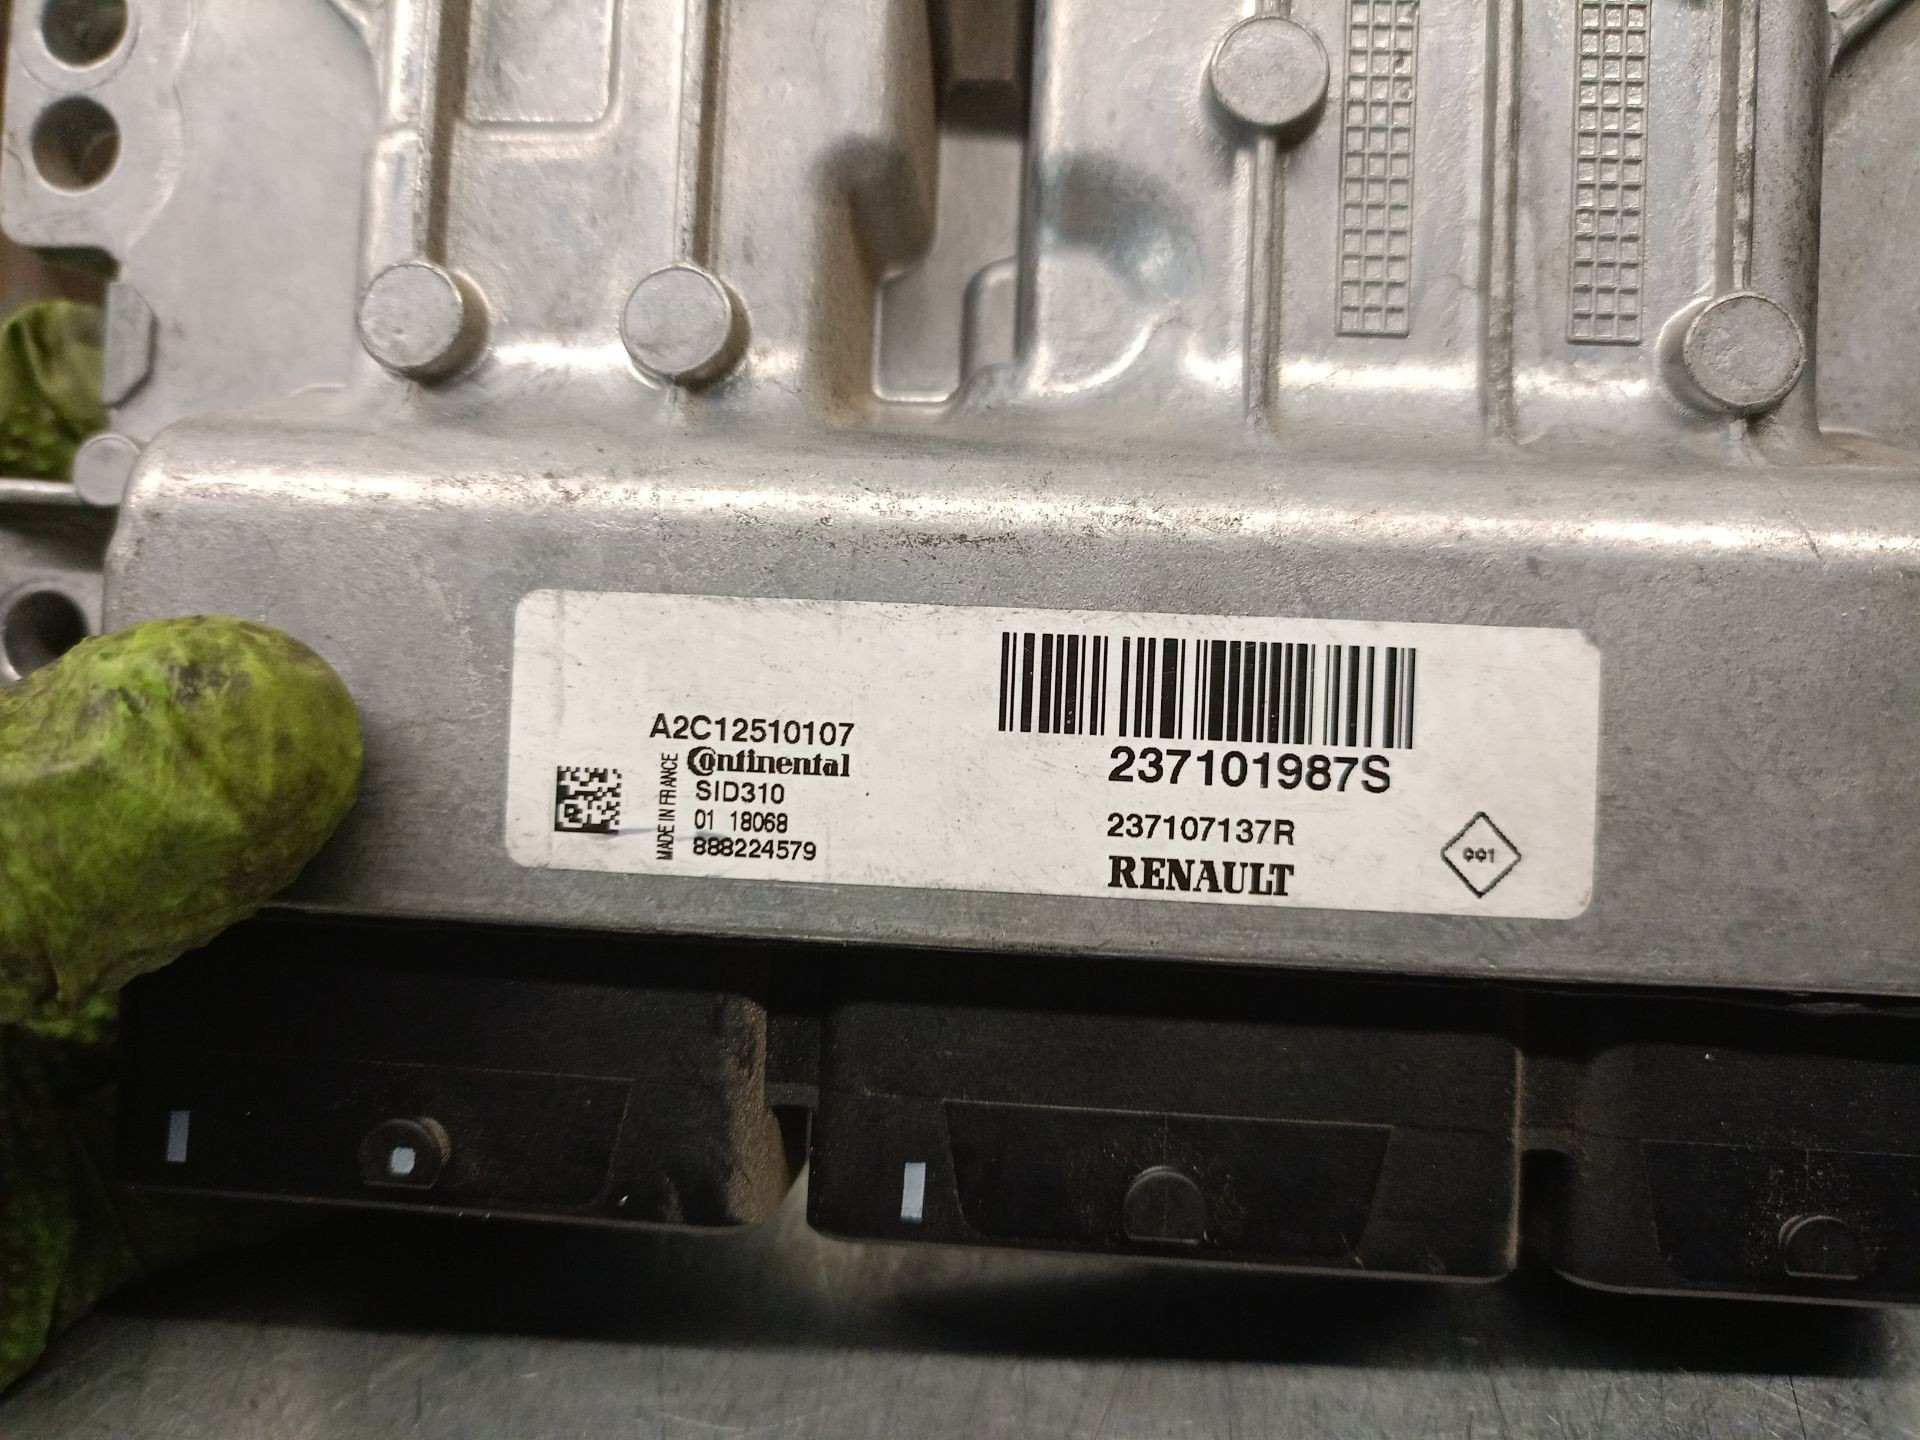 A2C12510107
Continental
SID310
01 18068
888224579
MADE IN FRANCE
237101987S
237107137R
RENAULT
001